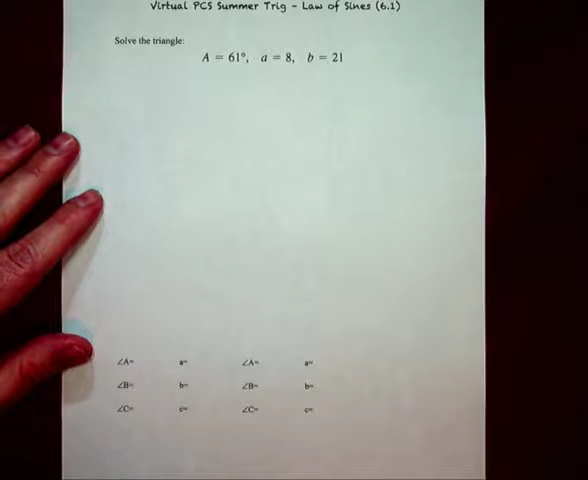 Virtual PCS Summer Trig - Law of Sines (6.1)
Solve the triangle:
A = 61°, a = 8, b = 21
∠A= a= ∠A= a=
∠B= b= ∠B= b=
∠C= c= ∠C= c=